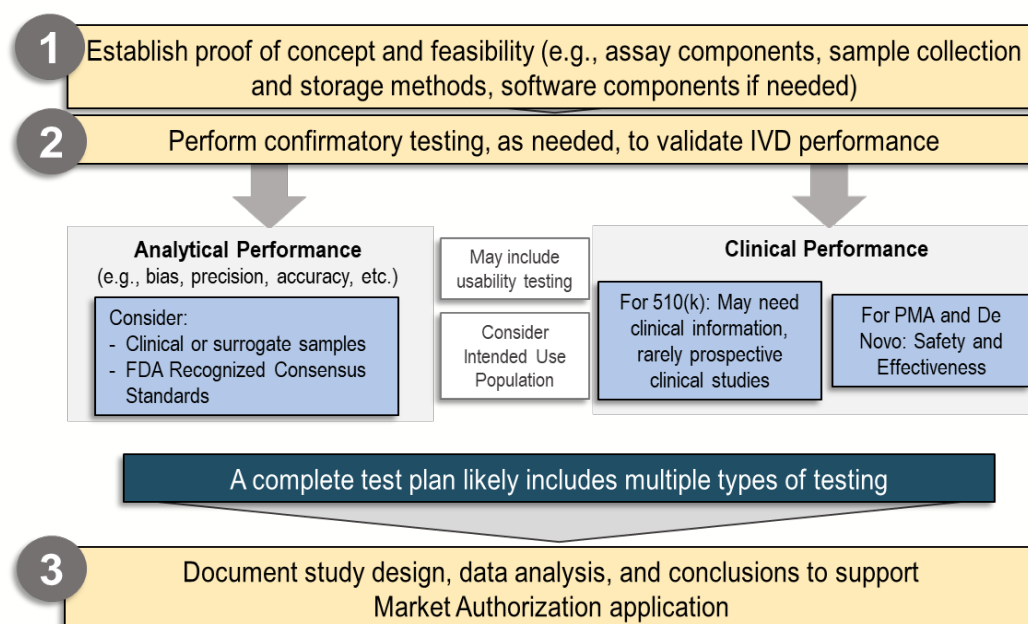 1
Establish proof of concept and feasibility (e.g., assay components, sample collection
and storage methods, software components if needed)
2
Perform confirmatory testing, as needed, to validate IVD performance
Analytical Performance
(e.g., bias, precision, accuracy, etc.)
Consider:
- Clinical or surrogate samples
- FDA Recognized Consensus
Standards
May include
usability testing
Consider
Intended Use
Population
Clinical Performance
For 510(k): May need
clinical information,
rarely prospective
clinical studies
For PMA and De
Novo: Safety and
Effectiveness
A complete test plan likely includes multiple types of testing
3
Document study design, data analysis, and conclusions to support
Market Authorization application